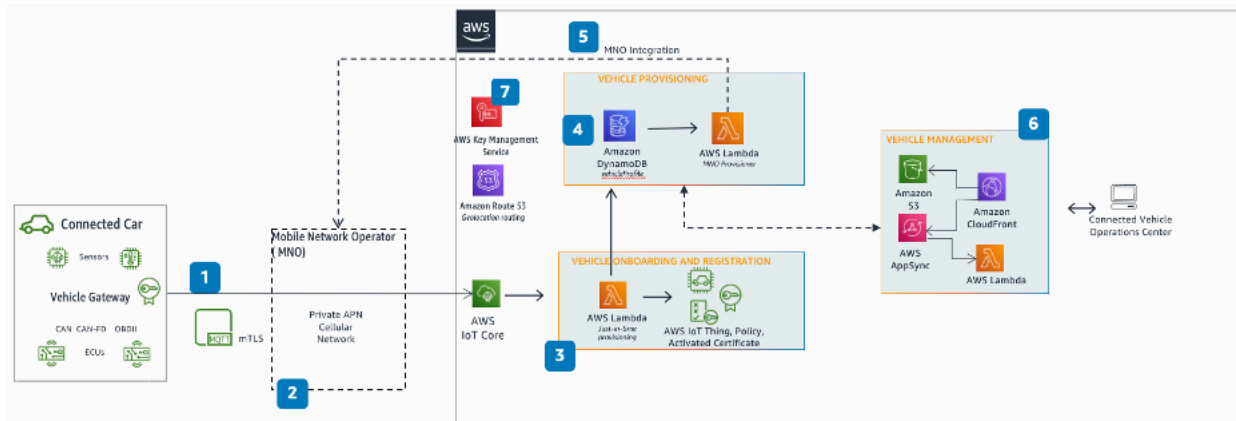 aws
5
MNO Integration
VEHICLE PROVISIONING
7
AWS Key Management
Service
4
Amazon
DynamoDB
vehicleProfile
AWS Lambda
MNO Provisioner
53
Amazon Route 53
Geolocation routing
6
VEHICLE MANAGEMENT
Amazon
S3
Amazon
CloudFront
AWS
AppSync
AWS Lambda
Connected Vehicle
Operations Center
Connected Car
Sensors
Vehicle Gateway
CAN CAN-FD OBDII
ECUs
1
MQTT
mTLS
Mobile Network Operator
( MNO)
Private APN
Cellular
Network
2
AWS
IoT Core
VEHICLE ONBOARDING AND REGISTRATION
AWS Lambda
Just-in-time
provisioning
AWS IoT Thing, Policy,
Activated Certificate
3